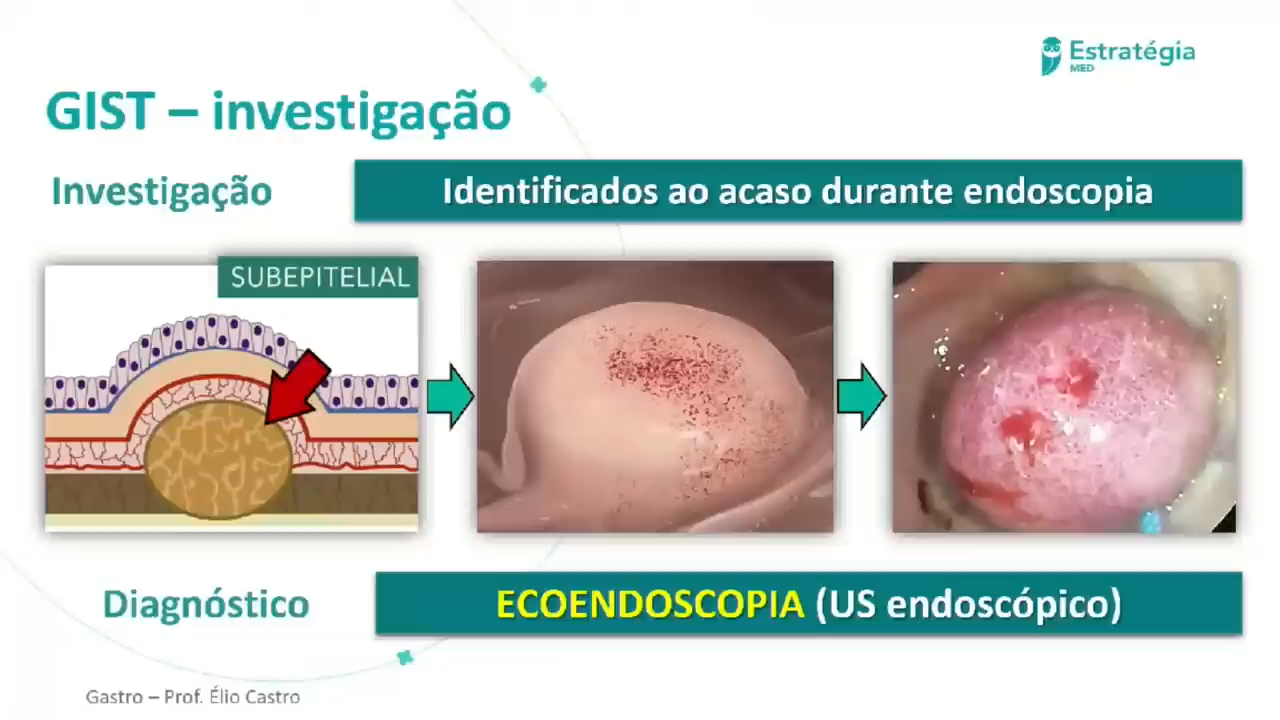 Estratégia
MED
GIST – investigação
Investigação
Identificados ao acaso durante endoscopia
SUBEPITELIAL
Diagnóstico
ECOENDOSCOPIA (US endoscópico)
Gastro – Prof. Élio Castro